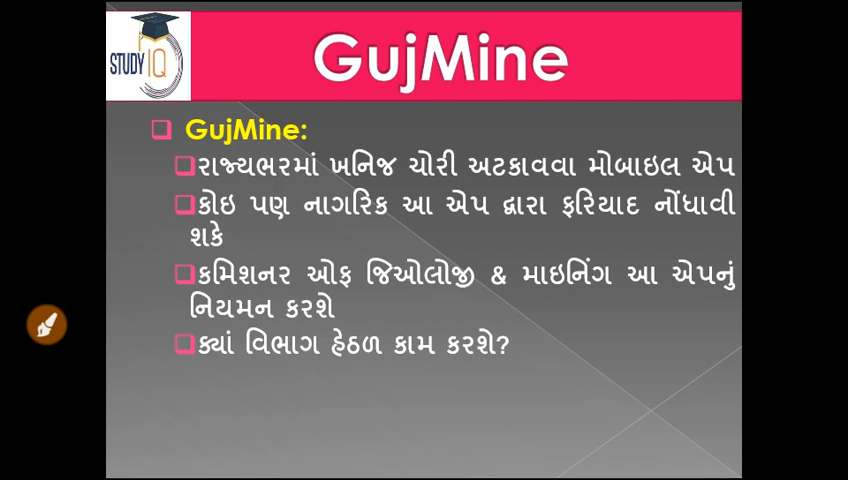 STUDY IQ
GujMine
GujMine:
રાજ્યભરમાં ખનિજ ચોરી અટકાવવા મોબાઇલ એપ
કોઇ પણ નાગરિક આ એપ દ્વારા ફરિયાદ નોંધાવી
શકે
કમિશનર ઓફ જિઓલોજી & માઇનિંગ આ એપનું
નિયમન કરશે
ક્યાં વિભાગ હેઠળ કામ કરશે?